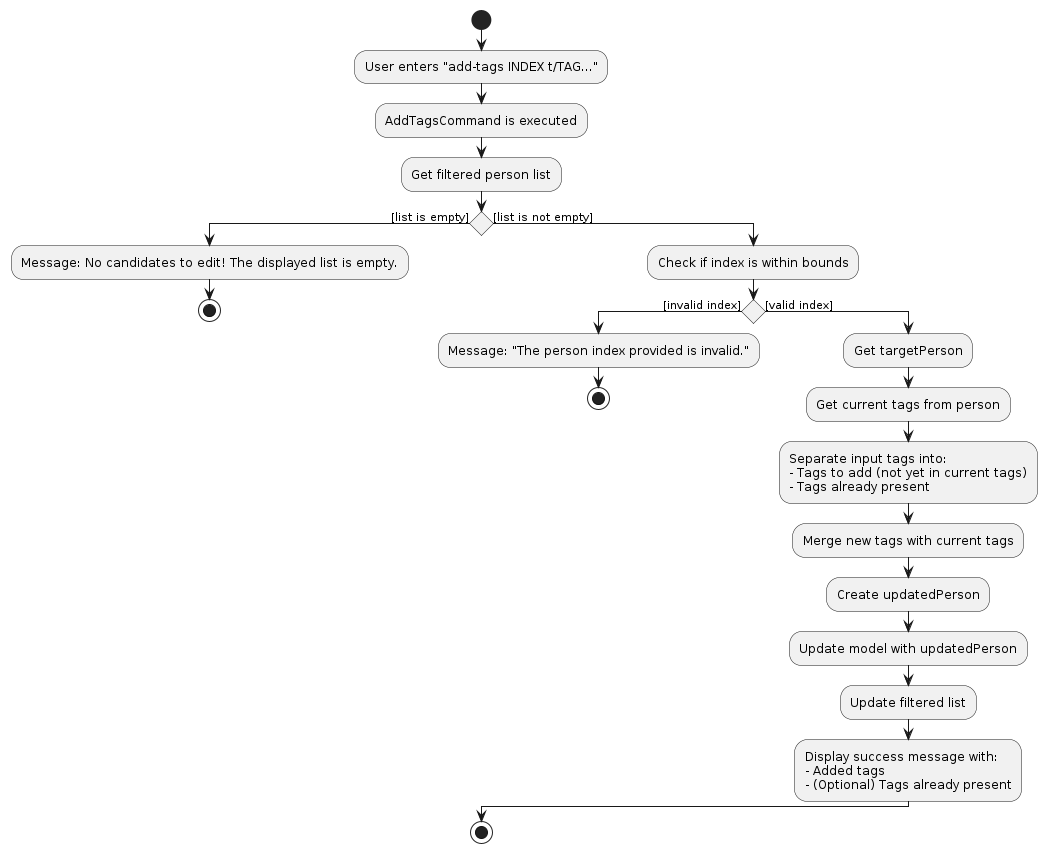 User enters "add-tags INDEX t/TAG..."
AddTagsCommand is executed
Get filtered person list
[list is empty]
[list is not empty]
Message: No candidates to edit! The displayed list is empty.
Check if index is within bounds
[invalid index]
[valid index]
Message: "The person index provided is invalid."
Get targetPerson
Get current tags from person
Separate input tags into:
- Tags to add (not yet in current tags)
- Tags already present
Merge new tags with current tags
Create updatedPerson
Update model with updatedPerson
Update filtered list
Display success message with:
- Added tags
- (Optional) Tags already present